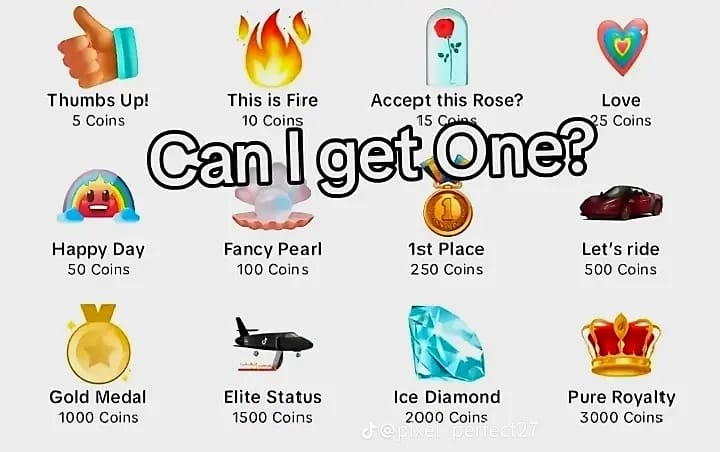 Thumbs Up!
This is Fire
Accept this Rose?
Love
5 Coins
10 Coins
15 Coins
25 Coins
Can I get One?
1
Happy Day
Fancy Pearl
1st Place
Let's ride
50 Coins
100 Coins
250 Coins
500 Coins
Gold Medal
Elite Status
Ice Diamond
Pure Royalty
1000 Coins
1500 Coins
2000 Coins
3000 Coins
@pixel_perfect27